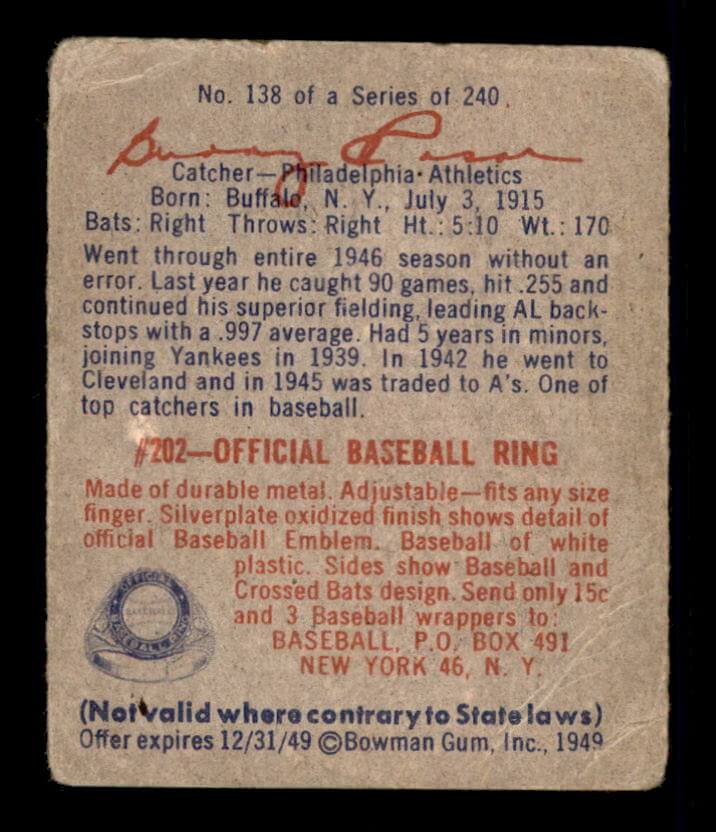 No. 138 of a Series of 240
Buddy Rosar
Catcher—Philadelphia Athletics
Born: Buffalo, N. Y., July 3, 1915
Bats: Right Throws: Right Ht.: 5:10 Wt.: 170
Went through entire 1946 season without an
error. Last year he caught 90 games, hit .255 and
continued his superior fielding, leading AL back-
stops with a .997 average. Had 5 years in minors,
joining Yankees in 1939. In 1942 he went to
Cleveland and in 1945 was traded to A's. One of
top catchers in baseball.
#202—OFFICIAL BASEBALL RING
Made of durable metal. Adjustable—fits any size
finger. Silverplate oxidized finish shows detail of
official Baseball Emblem. Baseball of white
plastic. Sides show Baseball and
Crossed Bats design. Send only 15c
and 3 Baseball wrappers to:
BASEBALL, P.O. BOX 491
NEW YORK 46, N. Y.
OFFICIAL
BASEBALL
BASEBALL RING
(Not valid where contrary to State laws)
Offer expires 12/31/49 ©Bowman Gum, Inc., 1949